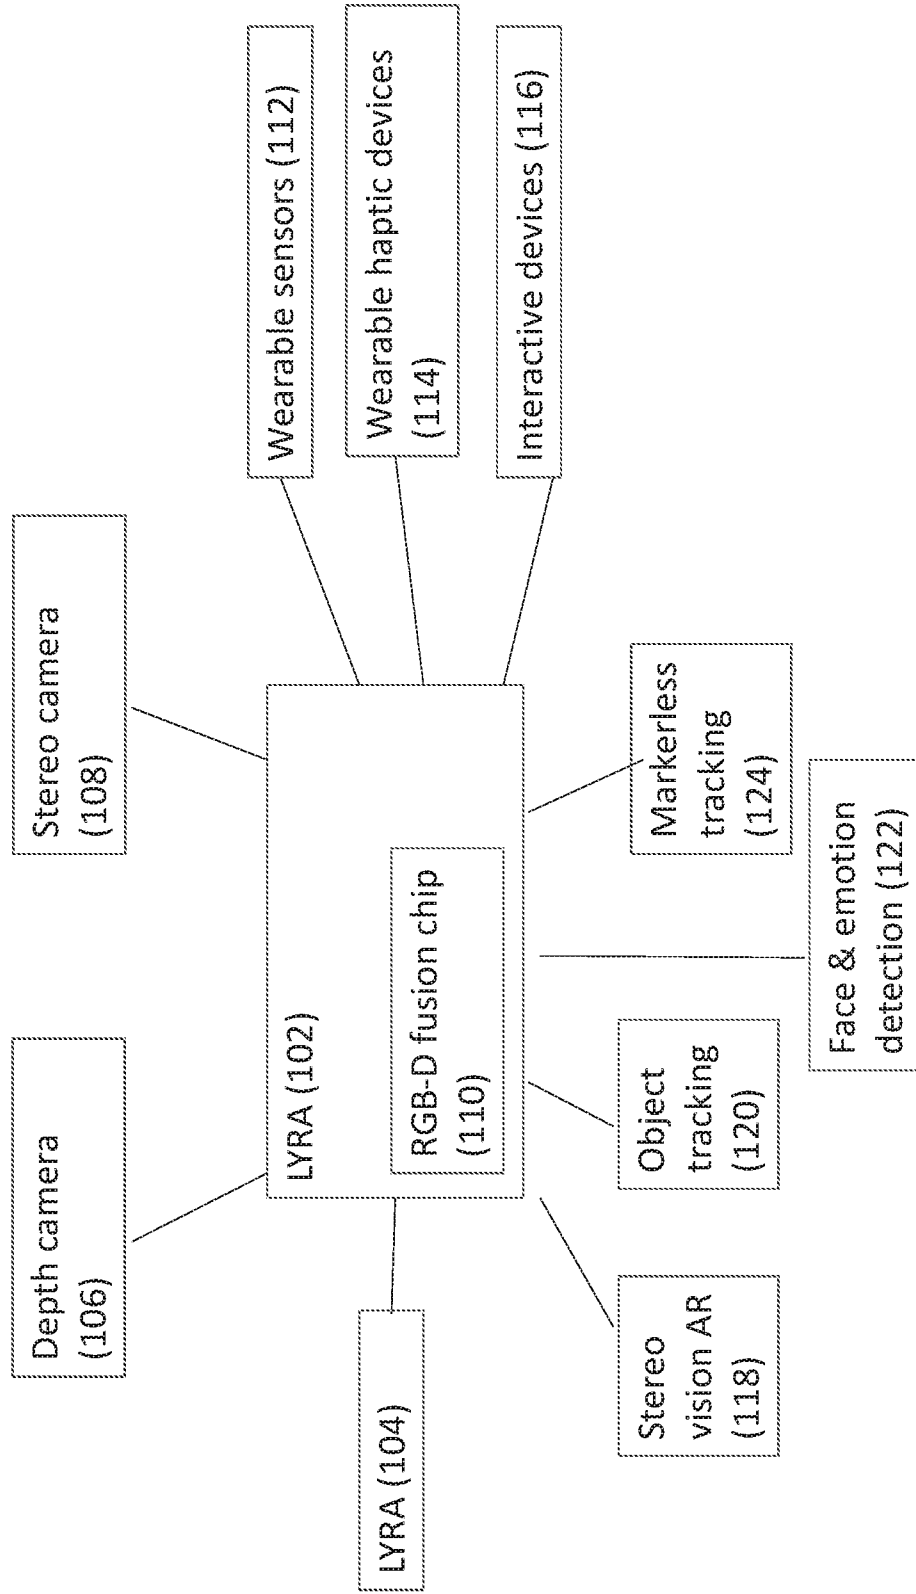 Depth camera
(106)
Stereo camera
(108)
LYRA (104)
LYRA (102)
RGB-D fusion chip
(110)
Wearable sensors (112)
Wearable haptic devices
(114)
Interactive devices (116)
Stereo
vision AR
(118)
Object
tracking
(120)
Markerless
tracking
(124)
Face & emotion
detection (122)